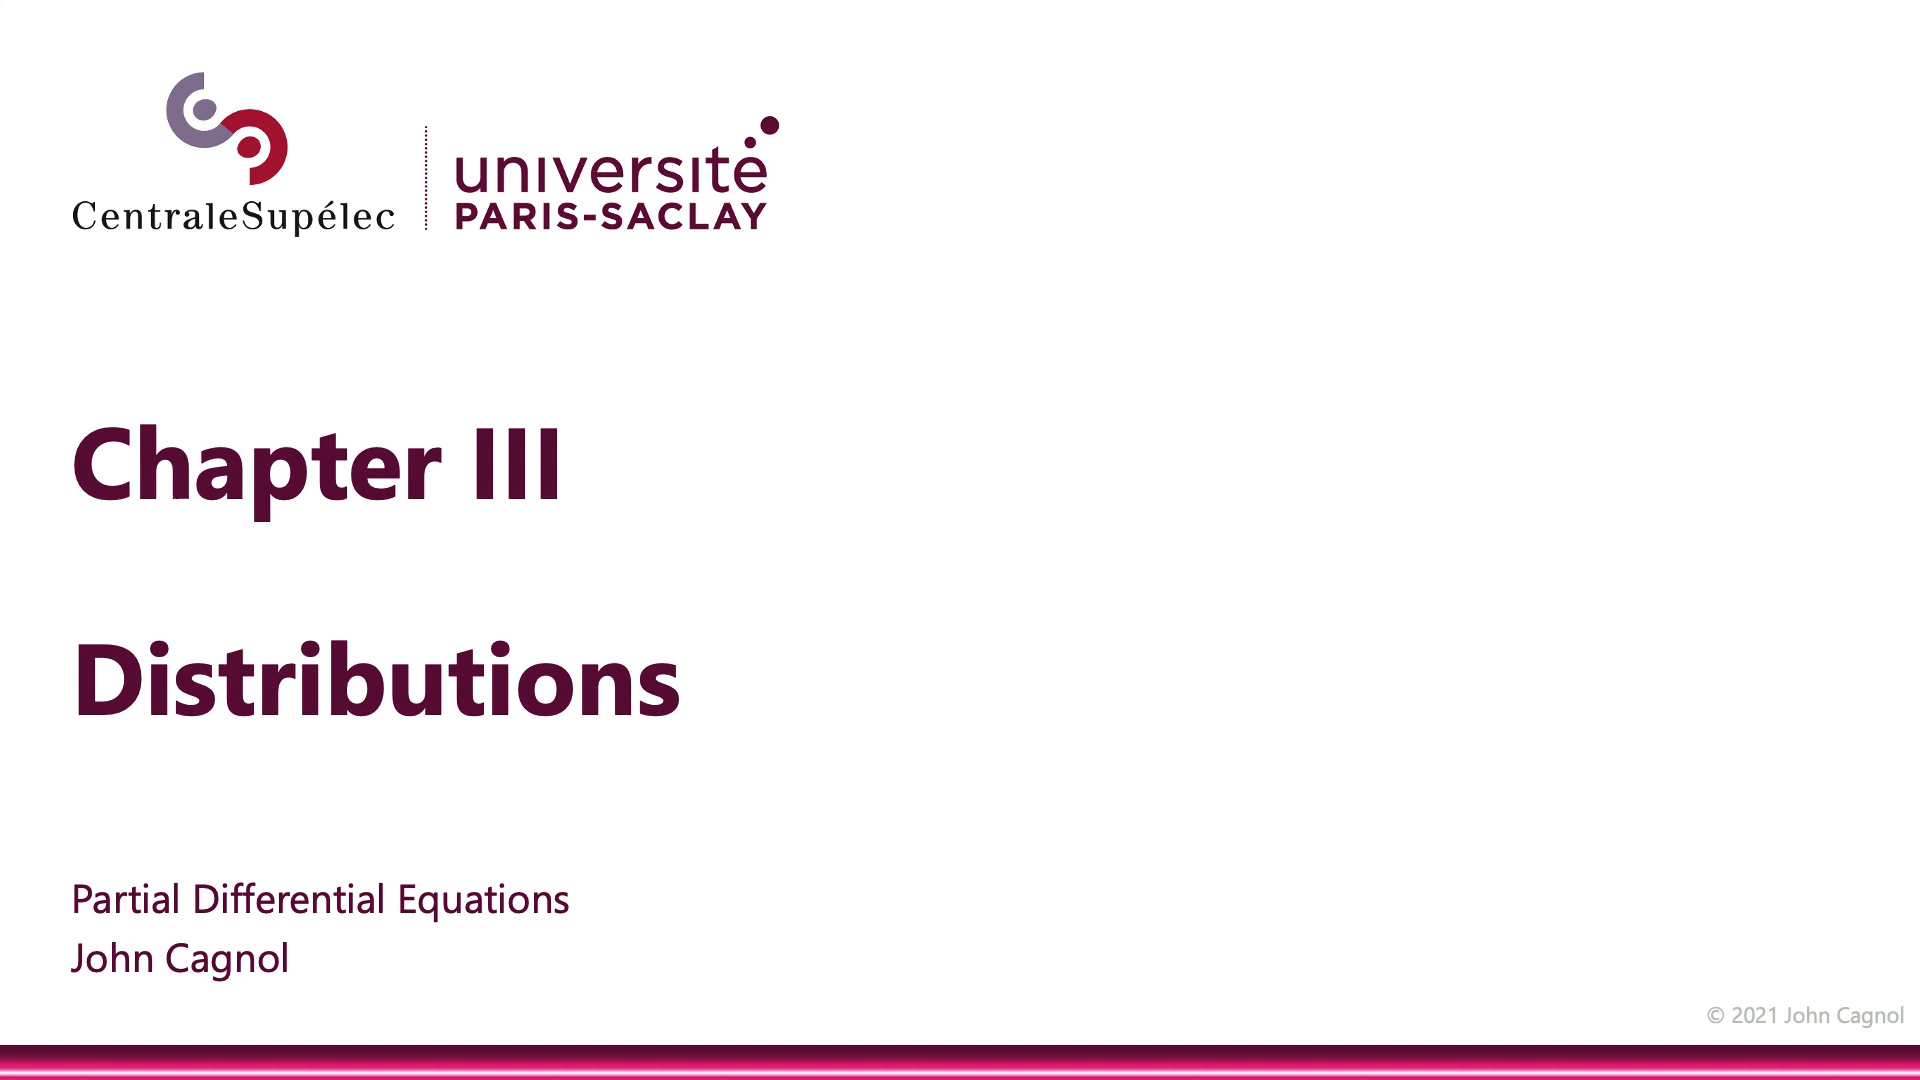 CentraleSupélec
université
PARIS-SACLAY
Chapter III
Distributions
Partial Differential Equations
John Cagnol
© 2021 John Cagnol